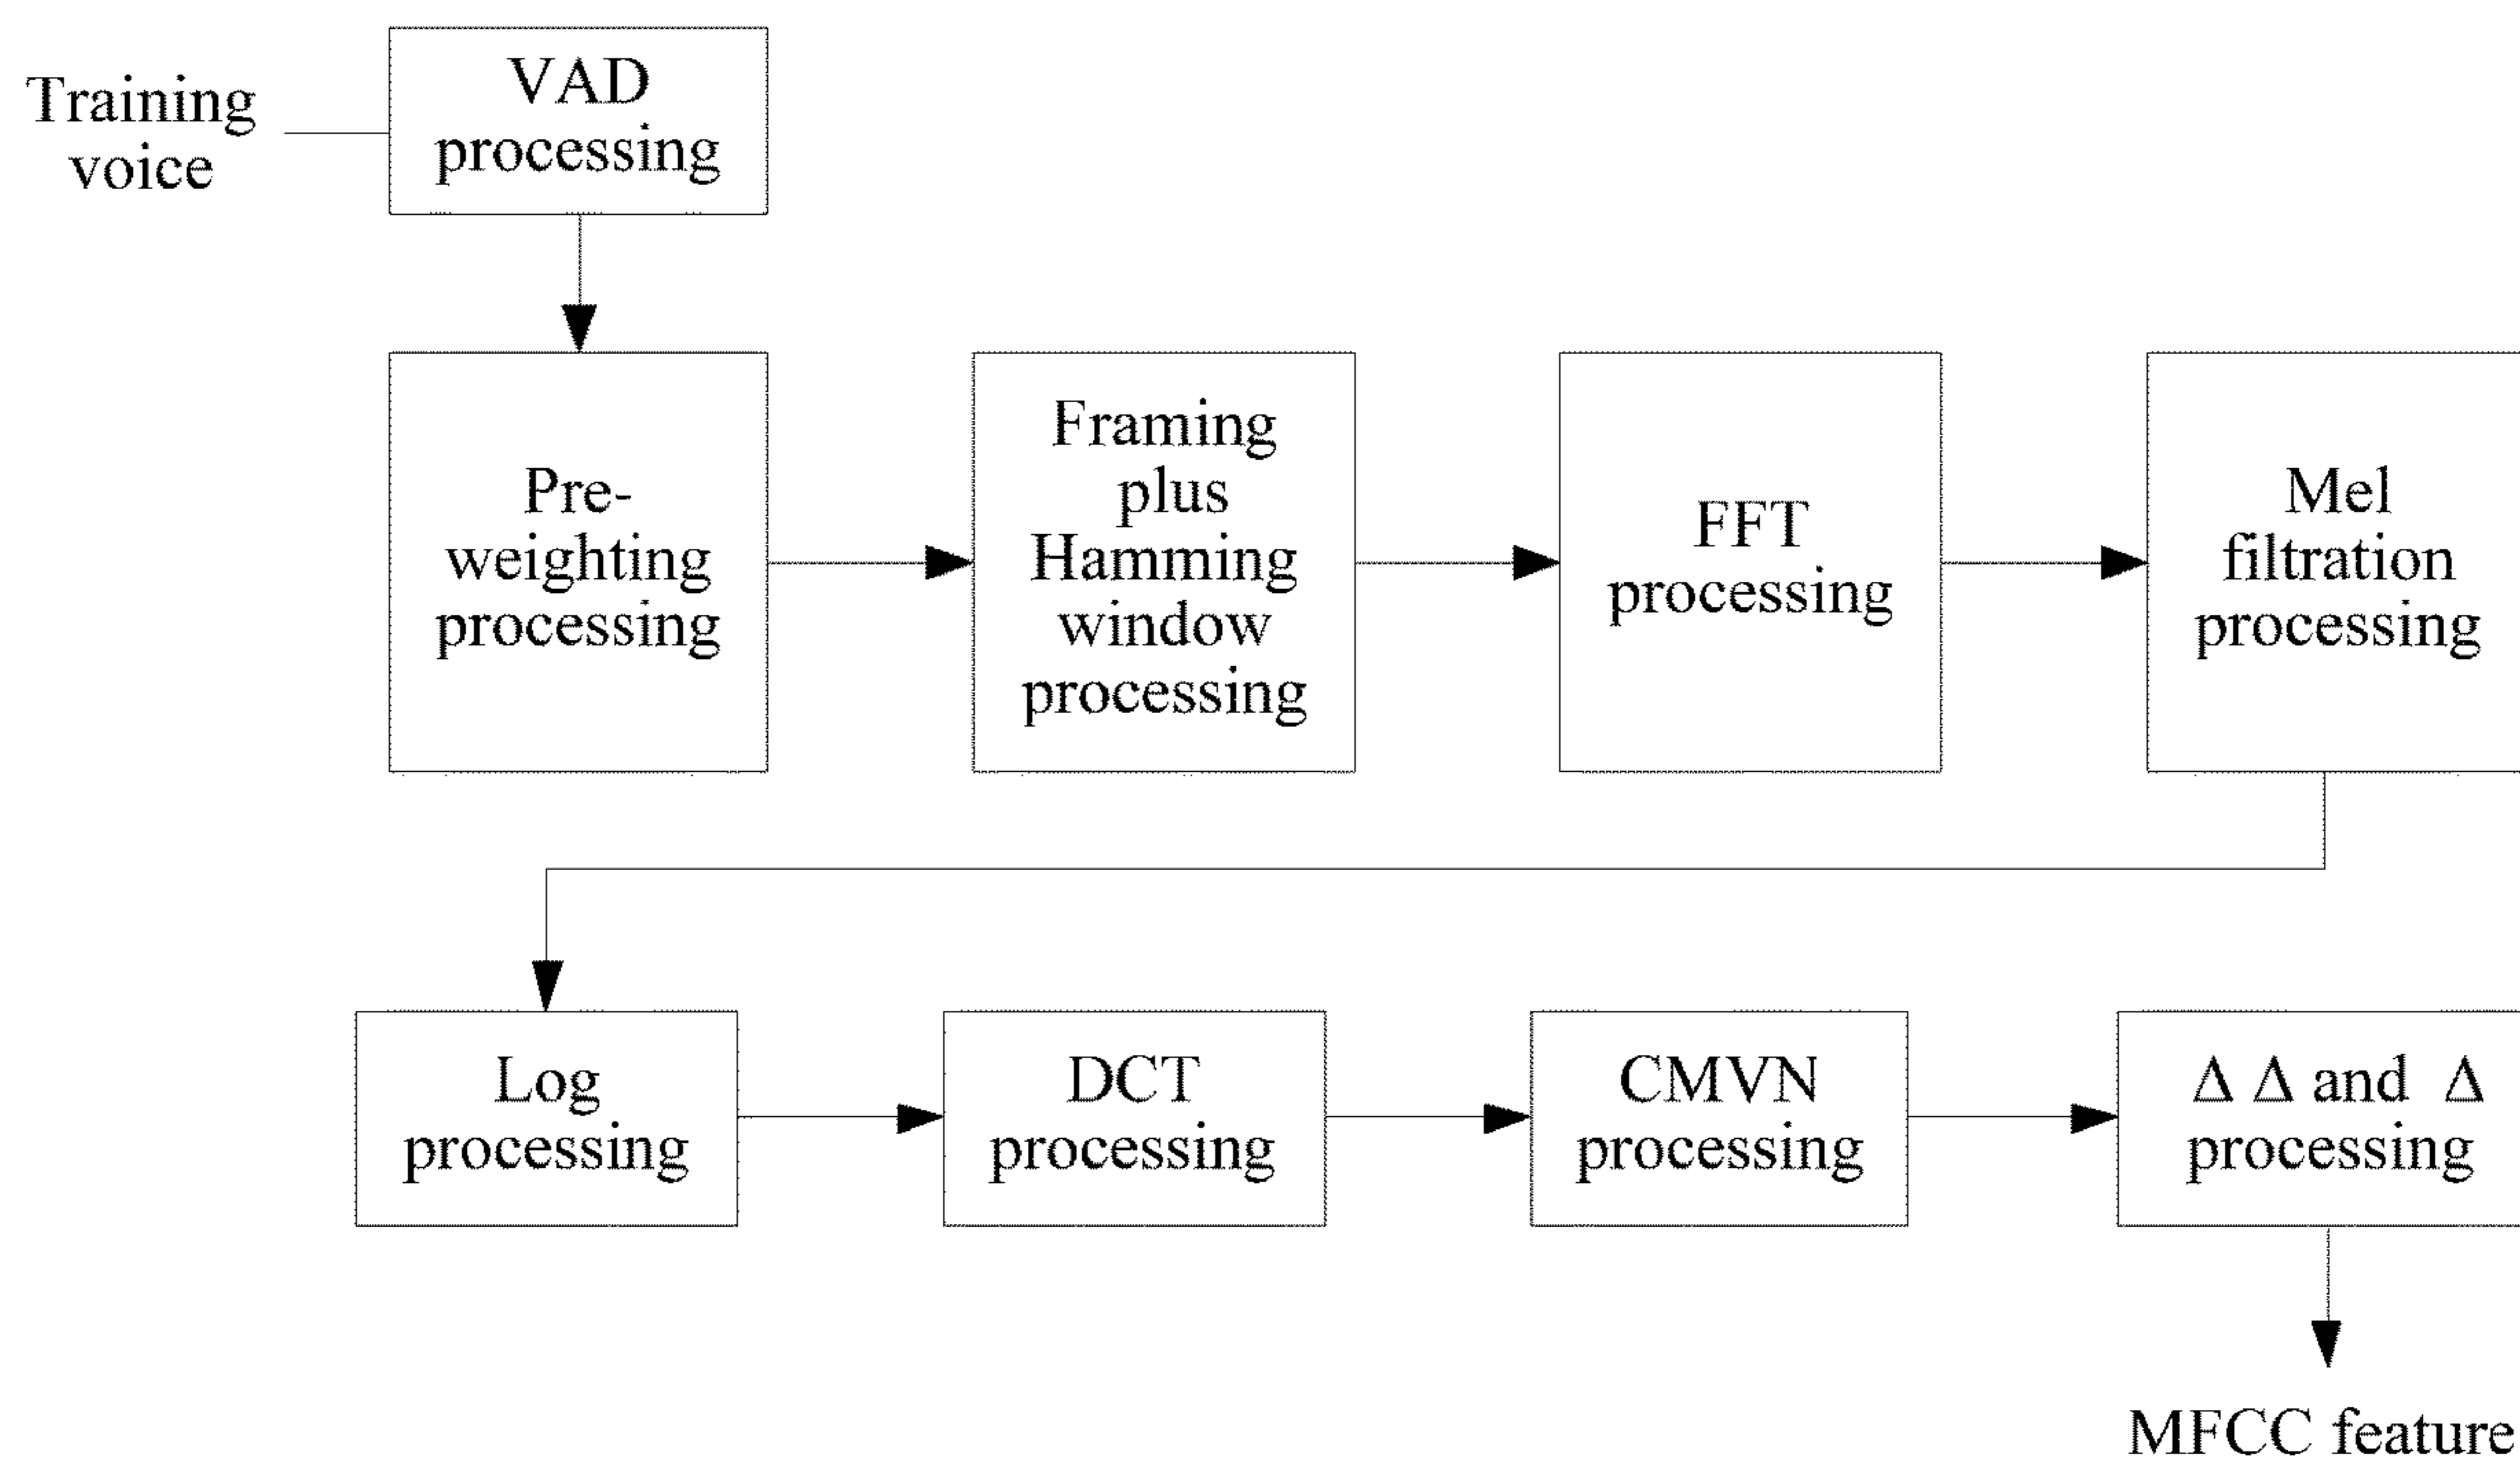 Training
voice
VAD
processing
Pre-
weighting
processing
Framing
plus
Hamming
window
processing
FFT
processing
Mel
filtration
processing
Log
processing
DCT
processing
CMVN
processing
Δ Δ and Δ
processing
MFCC feature